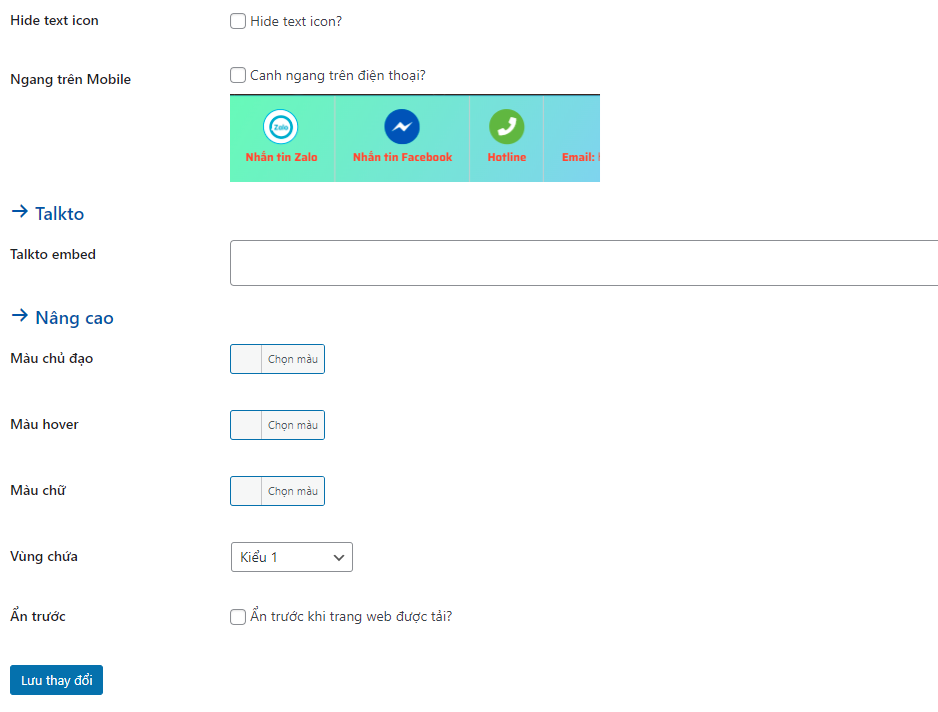 Hide text icon
Hide text icon?
Ngang trên Mobile
Canh ngang trên điện thoại?
Zalo
Nhắn tin Zalo
Nhắn tin Facebook
Hotline
Email:
→ Talkto
Talkto embed
→ Nâng cao
Màu chủ đạo
Chọn màu
Màu hover
Chọn màu
Màu chữ
Chọn màu
Vùng chứa
Kiểu 1
Ẩn trước
Ẩn trước khi trang web được tải?
Lưu thay đổi